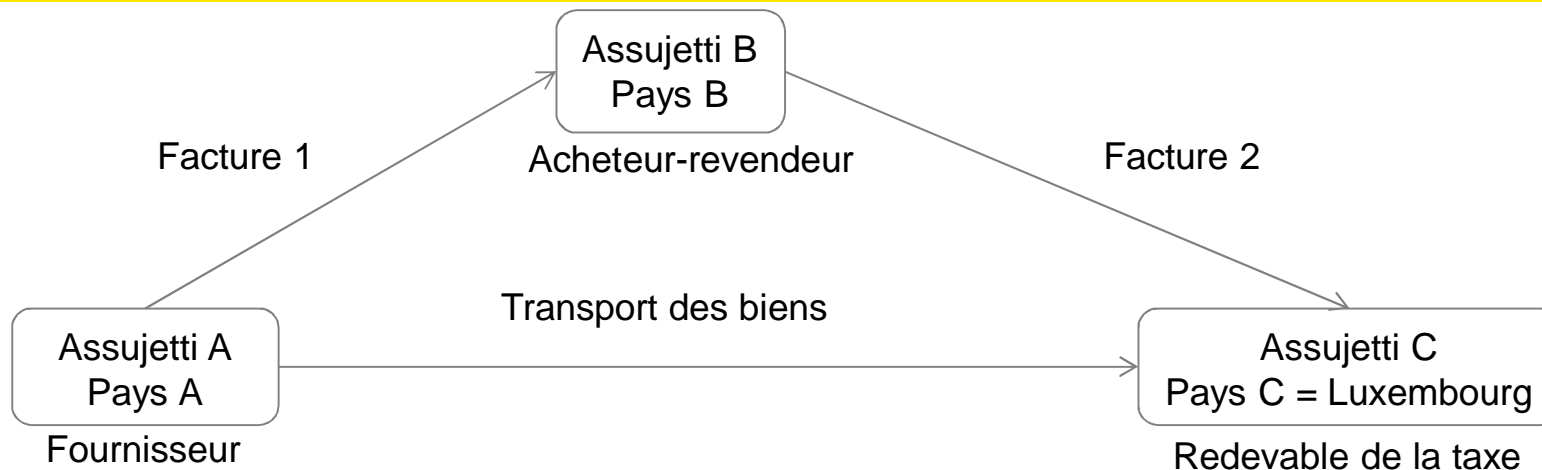 Assujetti B
Pays B
Acheteur-revendeur
Facture 1
Facture 2
Transport des biens
Assujetti A
Pays A
Fournisseur
Assujetti C
Pays C = Luxembourg
Redevable de la taxe